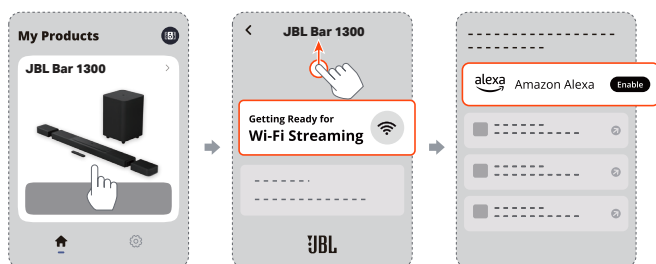 My Products
JBL Bar 1300
JBL Bar 1300
Getting Ready for
Wi-Fi Streaming
JBL
alexa
Amazon Alexa
Enable